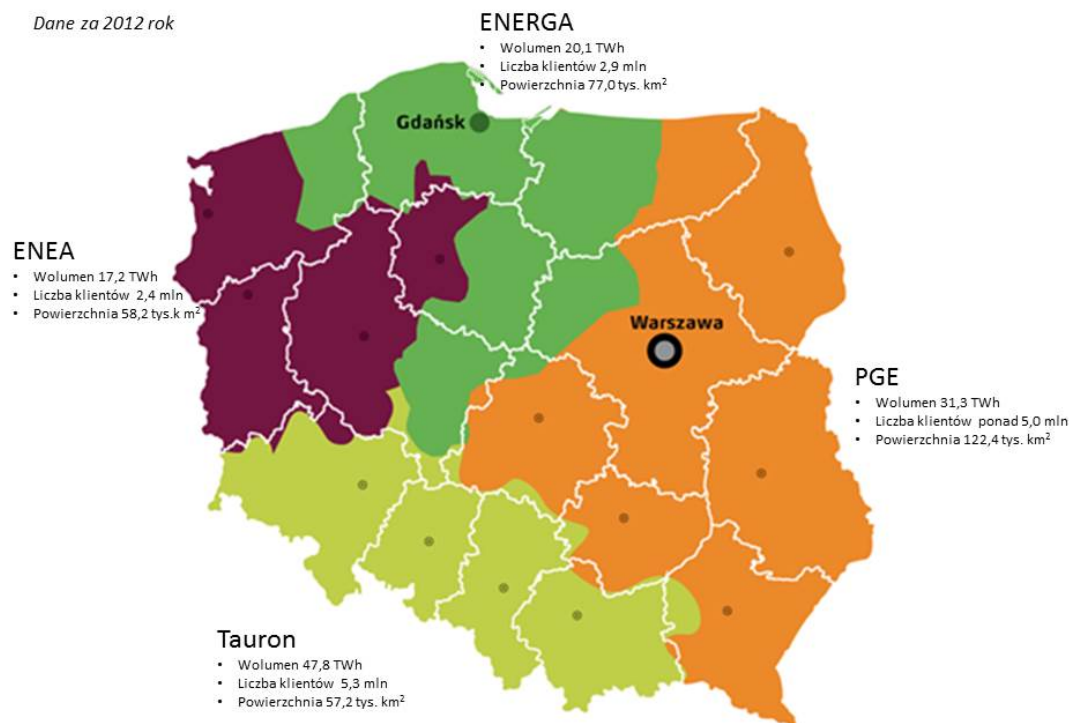 Dane za 2012 rok
ENERGA
• Wolumen 20,1 TWh
• Liczba klientów 2,9 mln
• Powierzchnia 77,0 tys. km²
Gdańsk
ENEA
• Wolumen 17,2 TWh
• Liczba klientów 2,4 mln
• Powierzchnia 58,2 tys.k m²
Warszawa
PGE
• Wolumen 31,3 TWh
• Liczba klientów ponad 5,0 mln
• Powierzchnia 122,4 tys. km²
Tauron
• Wolumen 47,8 TWh
• Liczba klientów 5,3 mln
• Powierzchnia 57,2 tys. km²